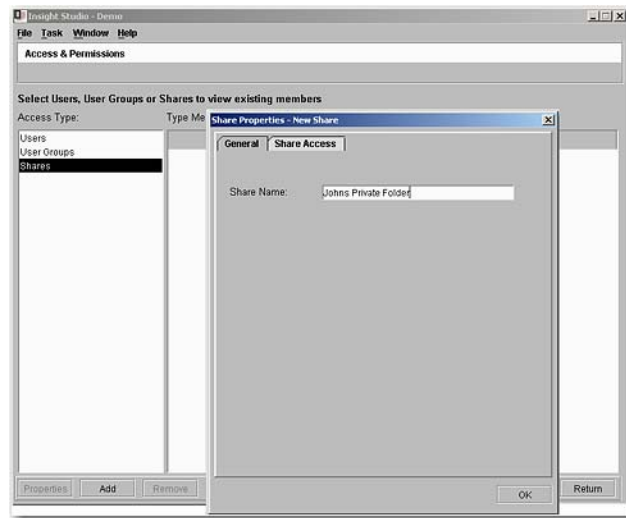 Insight Studio - Demo
File Task Window Help
Access & Permissions
Select Users, User Groups or Shares to view existing members
Access Type:
Type Me
Users
User Groups
Shares
Share Properties - New Share
General
Share Access
Share Name:
Johns Private Folder
OK
Properties
Add
Remove
Return